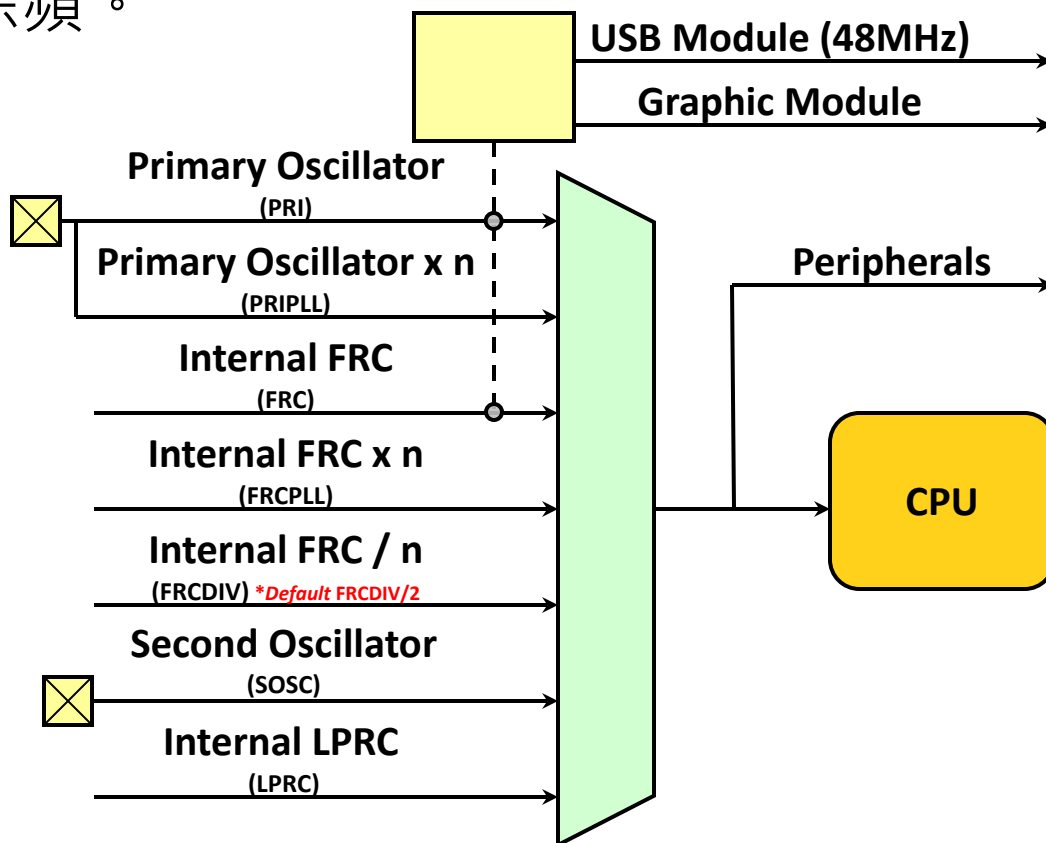 頻。
USB Module (48MHz)
Graphic Module
Primary Oscillator
(PRI)
Primary Oscillator x n
(PRIPLL)
Peripherals
Internal FRC
(FRC)
Internal FRC x n
(FRCPLL)
CPU
Internal FRC / n
(FRCDIV) *Default FRCDIV/2
Second Oscillator
(SOSC)
Internal LPRC
(LPRC)